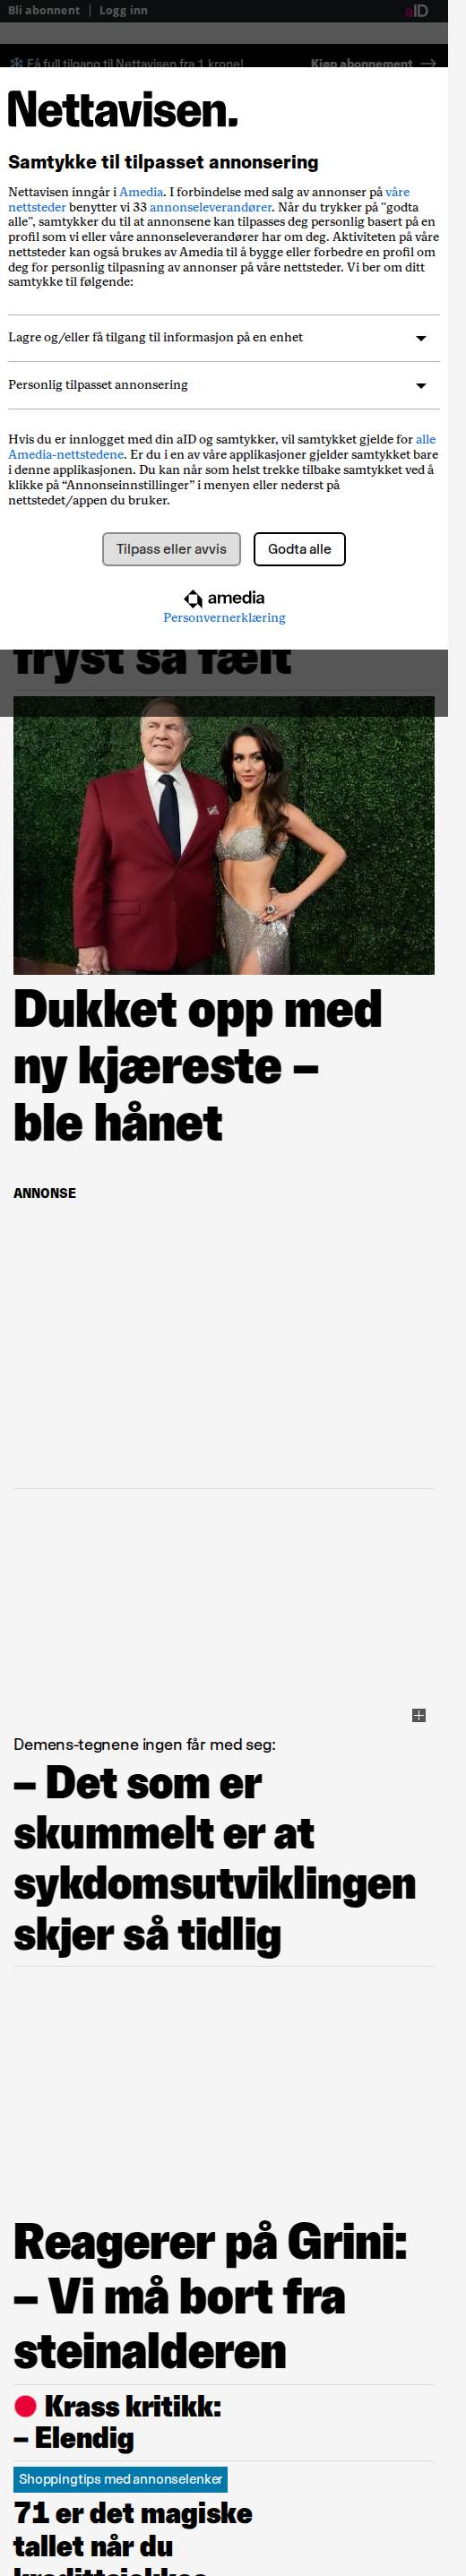 Bli abonnent | Logg inn
aID
Få full tilgang til Nettavisen fra 1 krone!
Kjøp abonnement →
Nettavisen.
Samtykke til tilpasset annonsering
Nettavisen inngår i Amedia. I forbindelse med salg av annonser på våre
nettsteder benytter vi 33 annonseleverandører. Når du trykker på "godta
alle", samtykker du til at annonsene kan tilpasses deg personlig basert på en
profil som vi eller våre annonseleverandører har om deg. Aktiviteten på våre
nettsteder kan også brukes av Amedia til å bygge eller forbedre en profil om
deg for personlig tilpasning av annonser på våre nettsteder. Vi ber om ditt
samtykke til følgende:
Lagre og/eller få tilgang til informasjon på en enhet
Personlig tilpasset annonsering
Hvis du er innlogget med din aID og samtykker, vil samtykket gjelde for alle
Amedia-nettstedene. Er du i en av våre applikasjoner gjelder samtykket bare
i denne applikasjonen. Du kan når som helst trekke tilbake samtykket ved å
klikke på “Annonseinnstillinger” i menyen eller nederst på
nettstedet/appen du bruker.
Tilpass eller avvis
Godta alle
amedia
Personvernerklæring
fryst så fælt
Dukket opp med
ny kjæreste –
ble hånet
ANNONSE
Demens-tegnene ingen får med seg:
– Det som er
skummelt er at
sykdomsutviklingen
skjer så tidlig
Reagerer på Grini:
– Vi må bort fra
steinalderen
Krass kritikk:
– Elendig
Shoppingtips med annonselenker
71 er det magiske
tallet når du